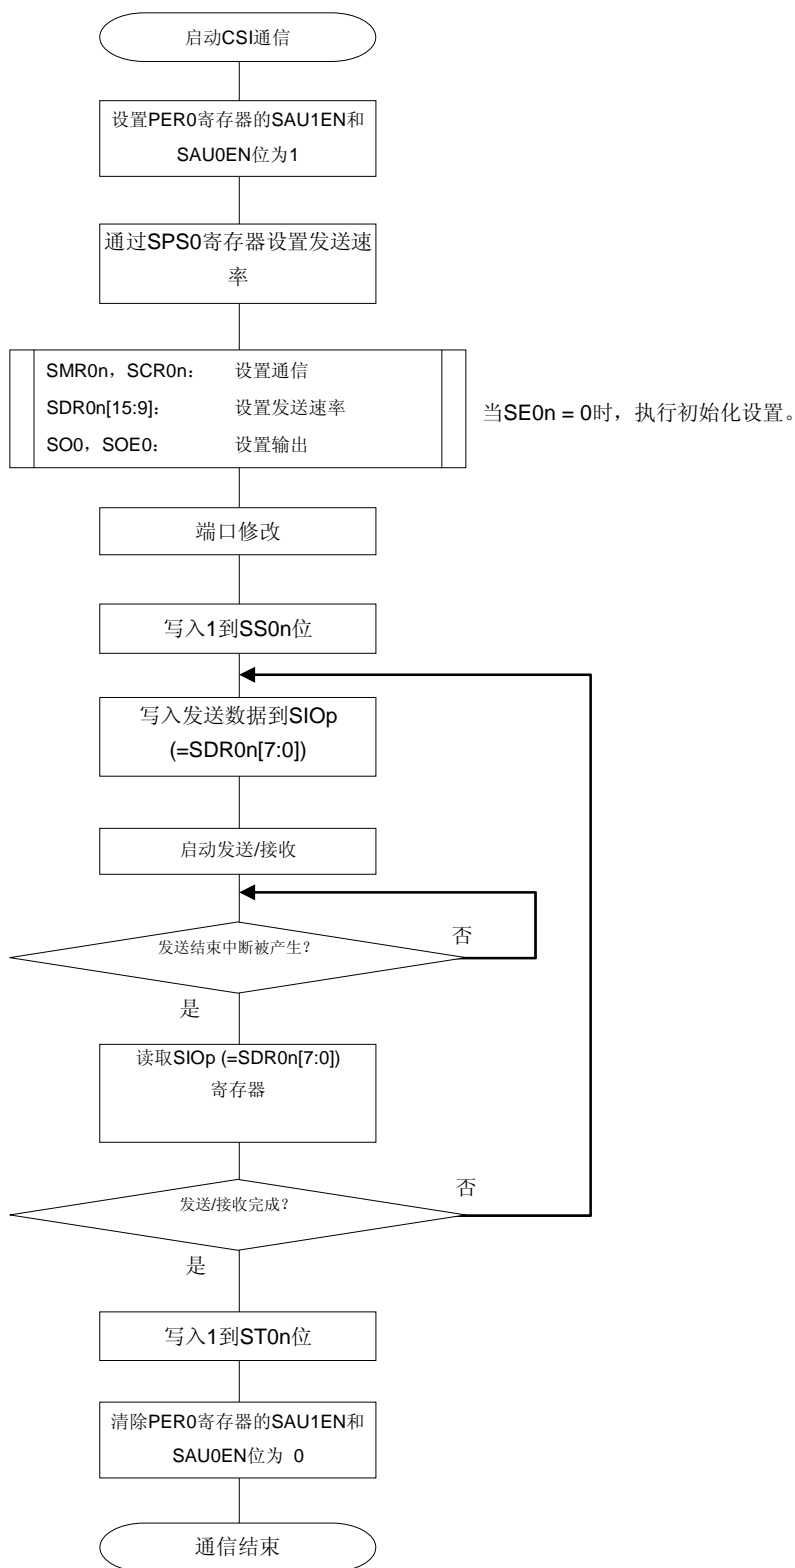 启动CSI通信
设置PER0寄存器的SAU1EN和
SAU0EN位为1
通过SPS0寄存器设置发送速
率
SMR0n，SCR0n： 设置通信
SDR0n[15:9]： 设置发送速率
SO0，SOE0： 设置输出
当SE0n = 0时，执行初始化设置。
端口修改
写入1到SS0n位
写入发送数据到SIOp
(=SDR0n[7:0])
启动发送/接收
发送结束中断被产生？
否
是
读取SIOp (=SDR0n[7:0])
寄存器
发送/接收完成？
否
是
写入1到ST0n位
清除PER0寄存器的SAU1EN和
SAU0EN位为 0
通信结束